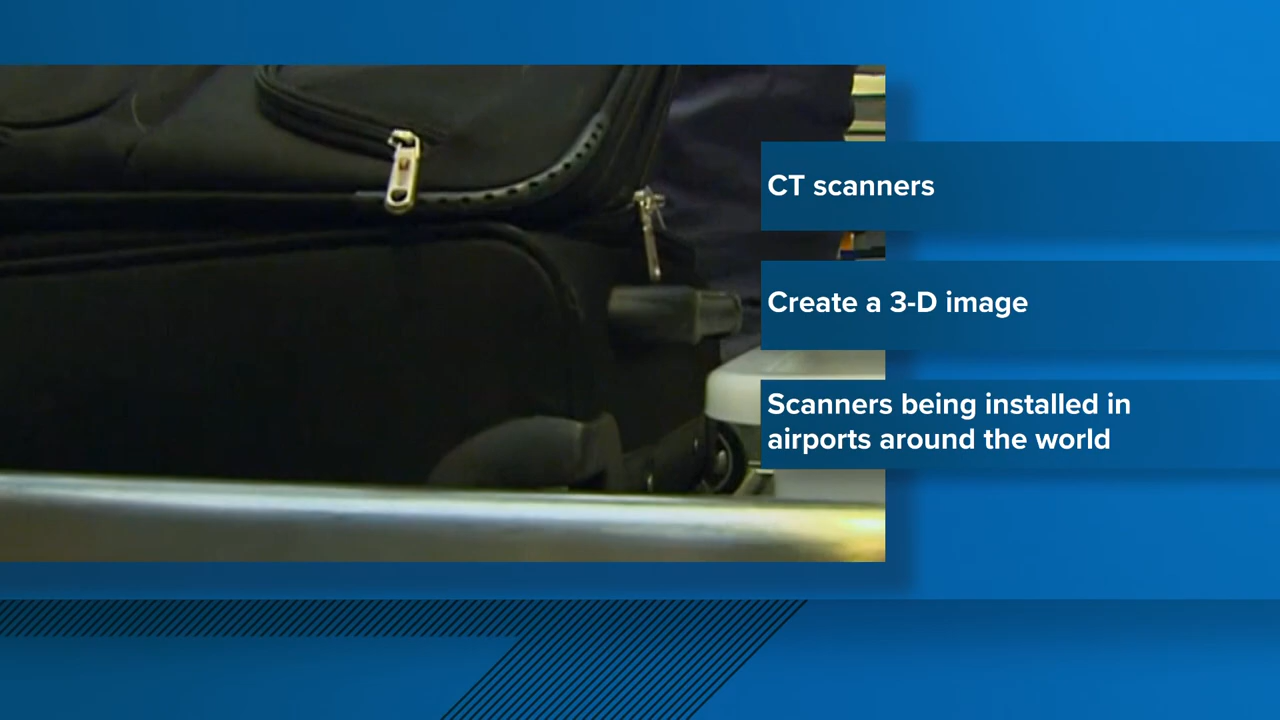 CT scanners
Create a 3-D image
Scanners being installed in
airports around the world